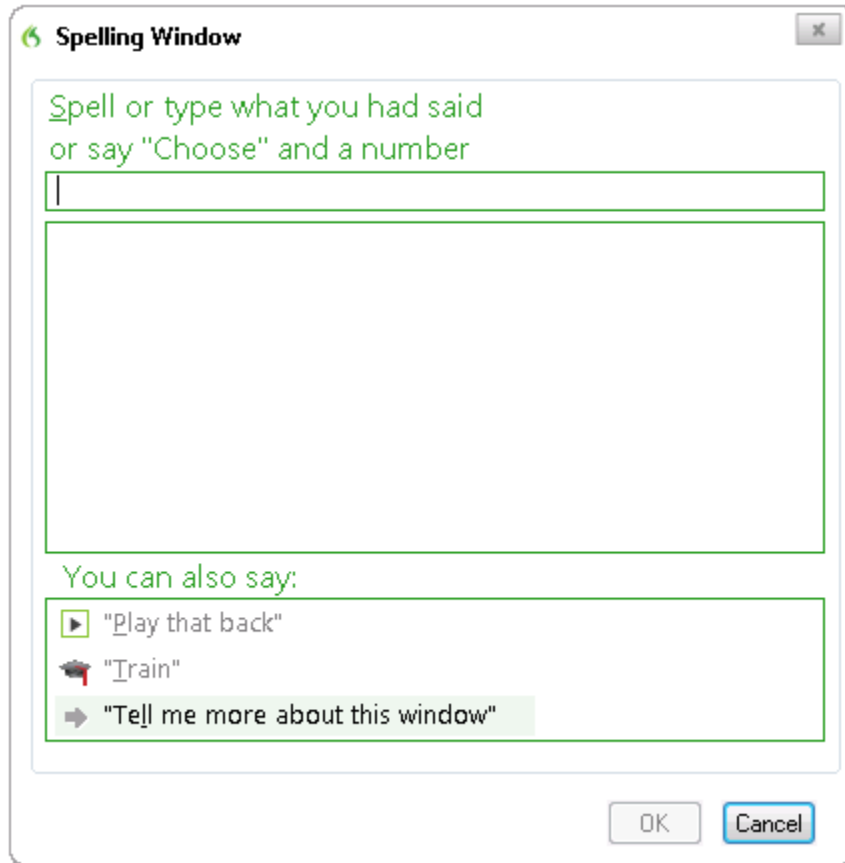 Spelling Window
Spell or type what you had said
or say "Choose" and a number
You can also say:
"Play that back"
"Train"
"Tell me more about this window"
OK
Cancel